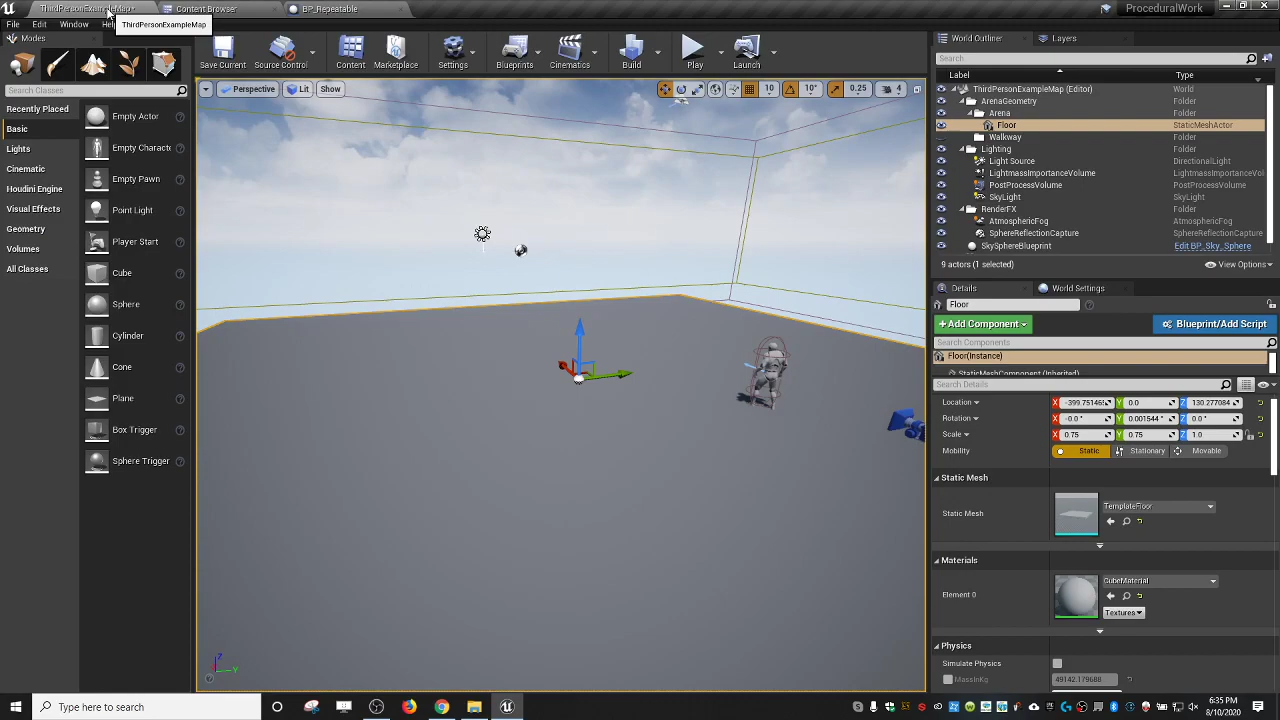 ThirdPersonExampleMap*
Content Browser
BP_Repeatable
ProceduralWork
File
Edit
Window
ThirdPersonExampleMap
Modes
Search Classes
Recently Placed
Basic
Lights
Cinematic
Houdini Engine
Visual Effects
Geometry
Volumes
All Classes
Empty Actor
Empty Charact
Empty Pawn
Point Light
Player Start
Cube
Sphere
Cylinder
Cone
Plane
Box Trigger
Sphere Trigger
Save Current
Source Control
Content
Marketplace
Settings
Blueprints
Cinematics
Build
Play
Launch
Perspective
Lit
Show
10
10°
0.25
4
Z
Y
World Outliner
Layers
Search
Label
Type
ThirdPersonExampleMap (Editor)
World
ArenaGeometry
Folder
Arena
Folder
Floor
StaticMeshActor
Walkway
Folder
Lighting
Folder
Light Source
DirectionalLight
LightmassImportanceVolume
LightmassImportanceVol
PostProcessVolume
PostProcessVolume
SkyLight
SkyLight
RenderFX
Folder
AtmosphericFog
AtmosphericFog
SphereReflectionCapture
SphereReflectionCapture
SkySphereBlueprint
Edit BP_Sky_Sphere
9 actors (1 selected)
View Options
Details
World Settings
Floor
+Add Component
Blueprint/Add Script
Search Components
Floor(Instance)
StaticMeshComponent (Inherited)
Search Details
Location
X -399.75146
Y 0.0
Z 130.277084
Rotation
X -0.0 °
Y 0.001544 °
Z 0.0 °
Scale
X 0.75
Y 0.75
Z 1.0
Mobility
Static
Stationary
Movable
Static Mesh
Static Mesh
TemplateFloor
Materials
Element 0
CubeMaterial
Textures
Physics
Simulate Physics
MassInKg
49142.179688
Type here to search
6:35 PM
8/10/2020